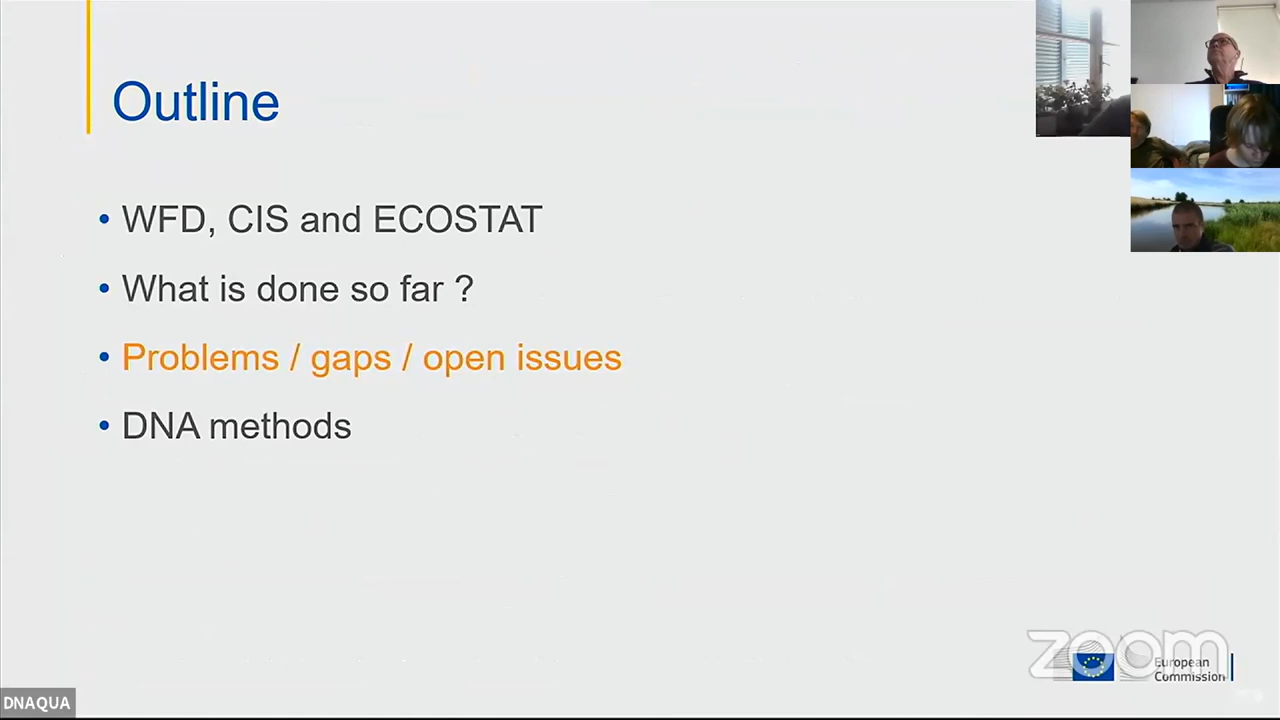 Outline
• WFD, CIS and ECOSTAT
• What is done so far ?
• Problems / gaps / open issues
• DNA methods
zoom
European
Commission
DNAQUA